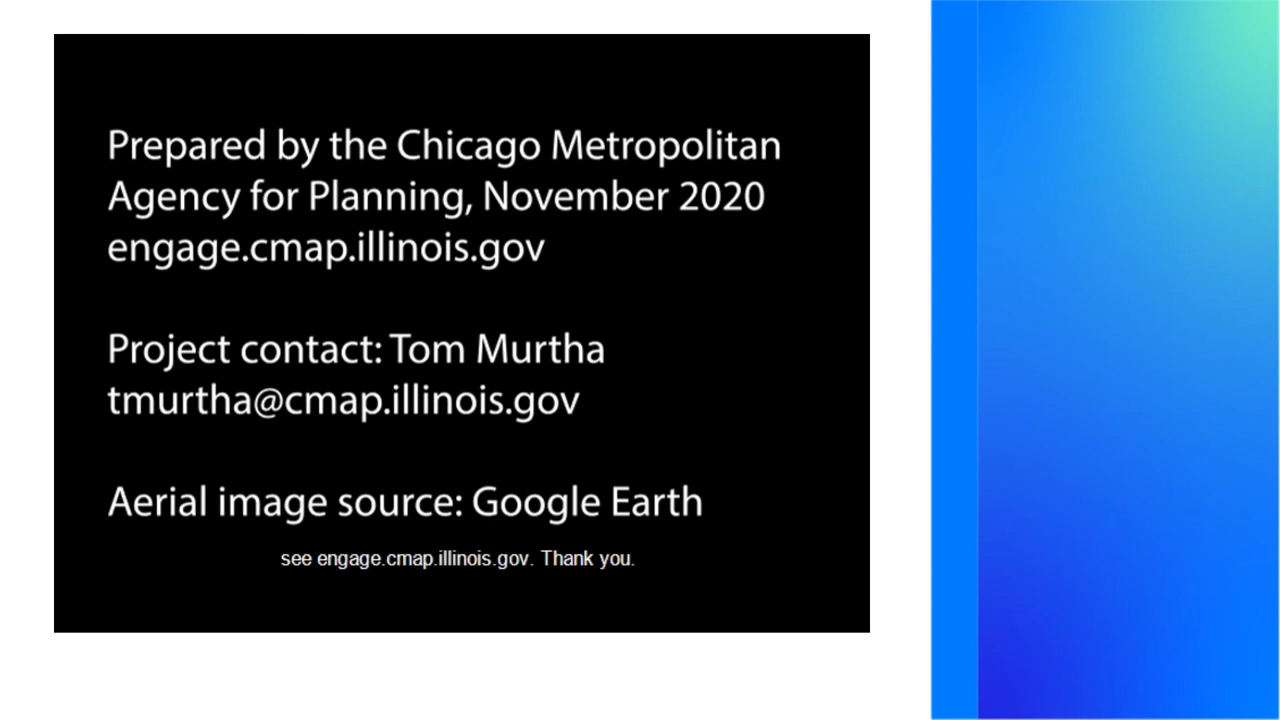 Prepared by the Chicago Metropolitan
Agency for Planning, November 2020
engage.cmap.illinois.gov
Project contact: Tom Murtha
tmurtha@cmap.illinois.gov
Aerial image source: Google Earth
see engage.cmap.illinois.gov. Thank you.